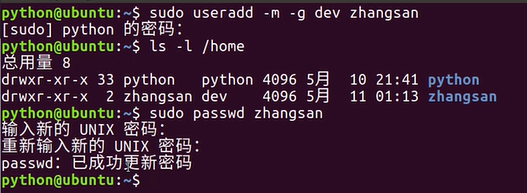 python@ubuntu:~$ sudo useradd -m -g dev zhangsan
[sudo] python 的密码：
python@ubuntu:~$ ls -l /home
总用量 8
drwxr-xr-x 33 python   python 4096 5月  10 21:41 python
drwxr-xr-x  2 zhangsan dev    4096 5月  11 01:13 zhangsan
python@ubuntu:~$ sudo passwd zhangsan
输入新的 UNIX 密码：
重新输入新的 UNIX 密码：
passwd：已成功更新密码
python@ubuntu:~$